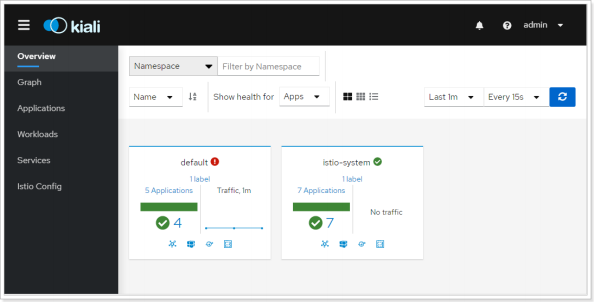 kiali
admin
Overview
Graph
Applications
Workloads
Services
Istio Config
Namespace
Filter by Namespace
Name
Show health for
Apps
Last 1m
Every 15s
default
1 label
5 Applications
Traffic, 1m
4
istio-system
1 label
7 Applications
No traffic
7